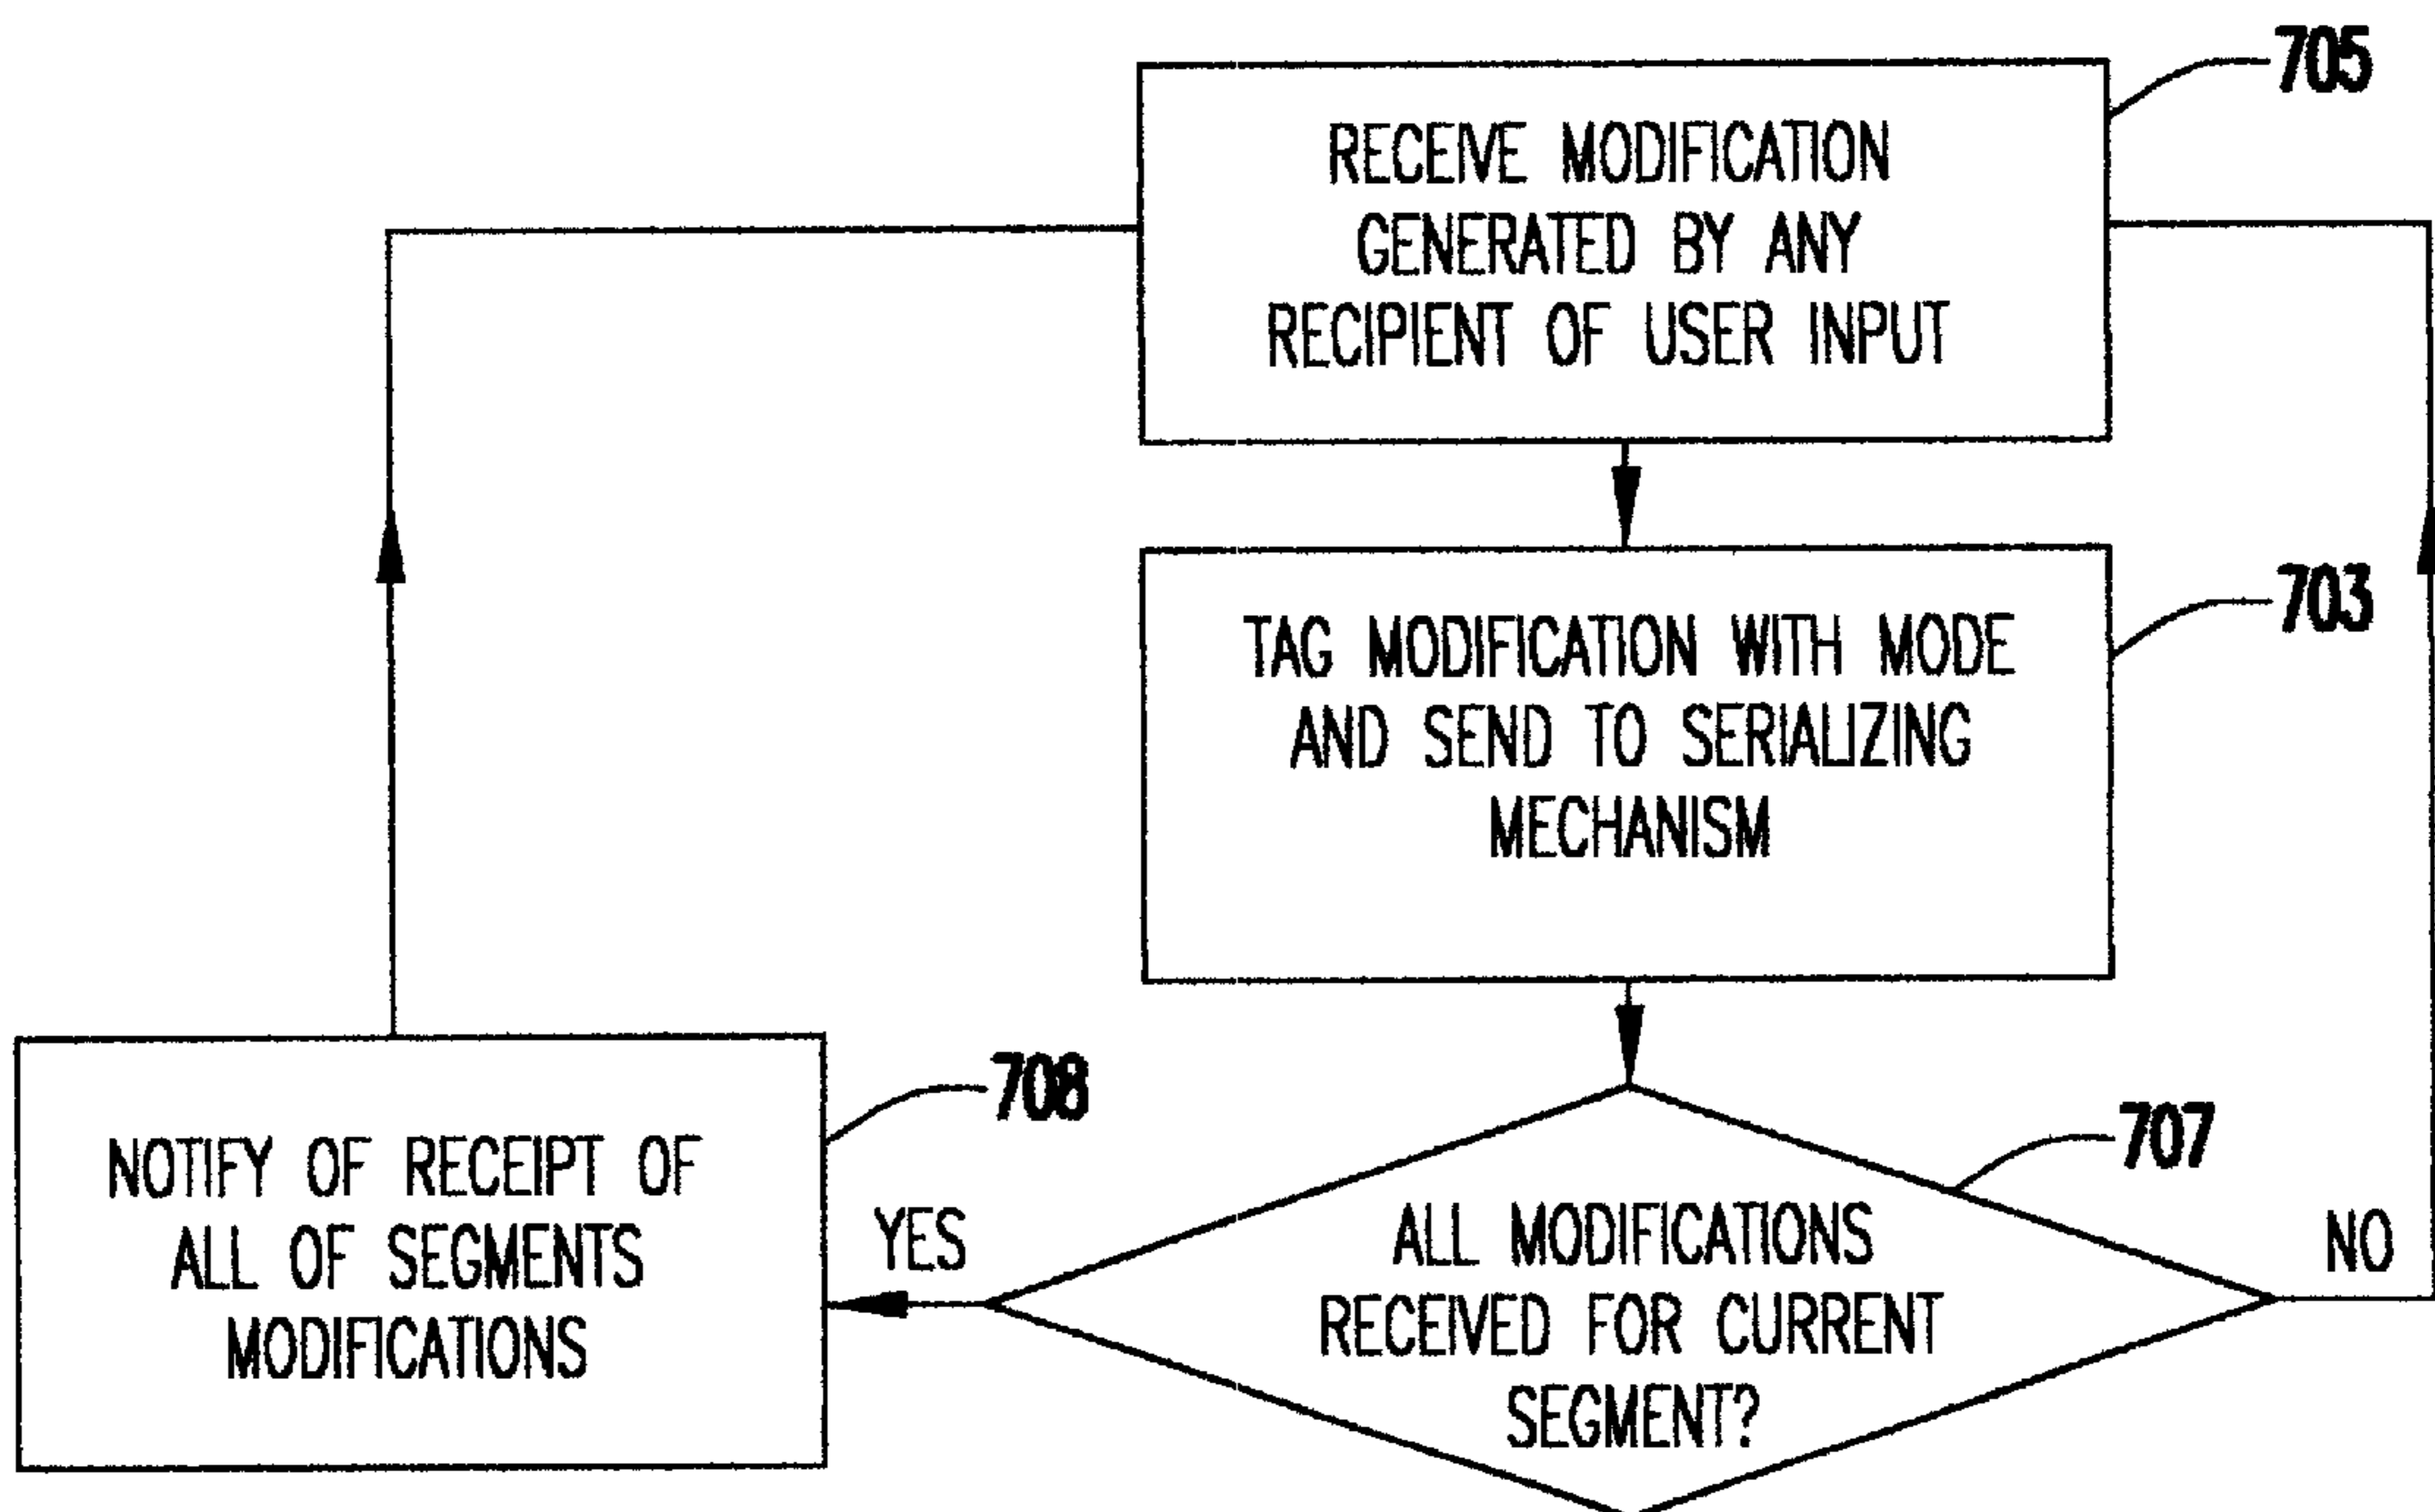 705
RECEIVE MODIFICATION
GENERATED BY ANY
RECIPIENT OF USER INPUT
703
TAG MODIFICATION WITH MODE
AND SEND TO SERIALIZING
MECHANISM
708
NOTIFY OF RECEIPT OF
ALL OF SEGMENTS
MODIFICATIONS
YES
707
ALL MODIFICATIONS
RECEIVED FOR CURRENT
SEGMENT?
NO